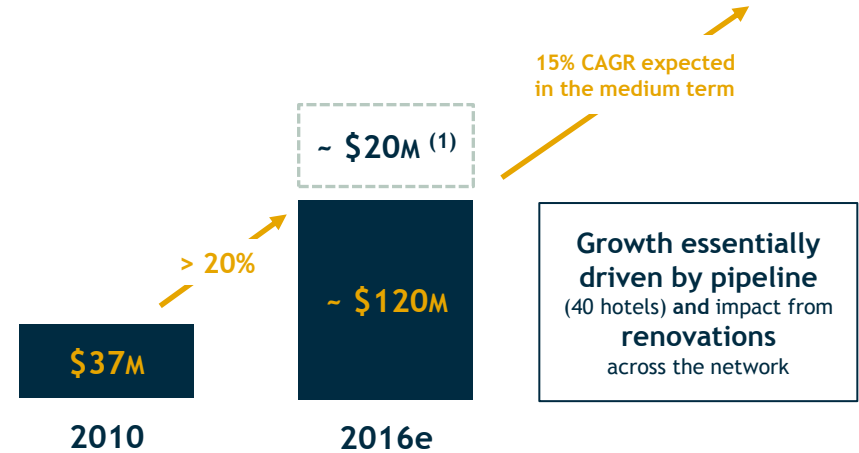 15% CAGR expected
in the medium term
~ $20M (1)
> 20%
~ $120M
$37M
2010
2016e
Growth essentially
driven by pipeline
(40 hotels) and impact from
renovations
across the network